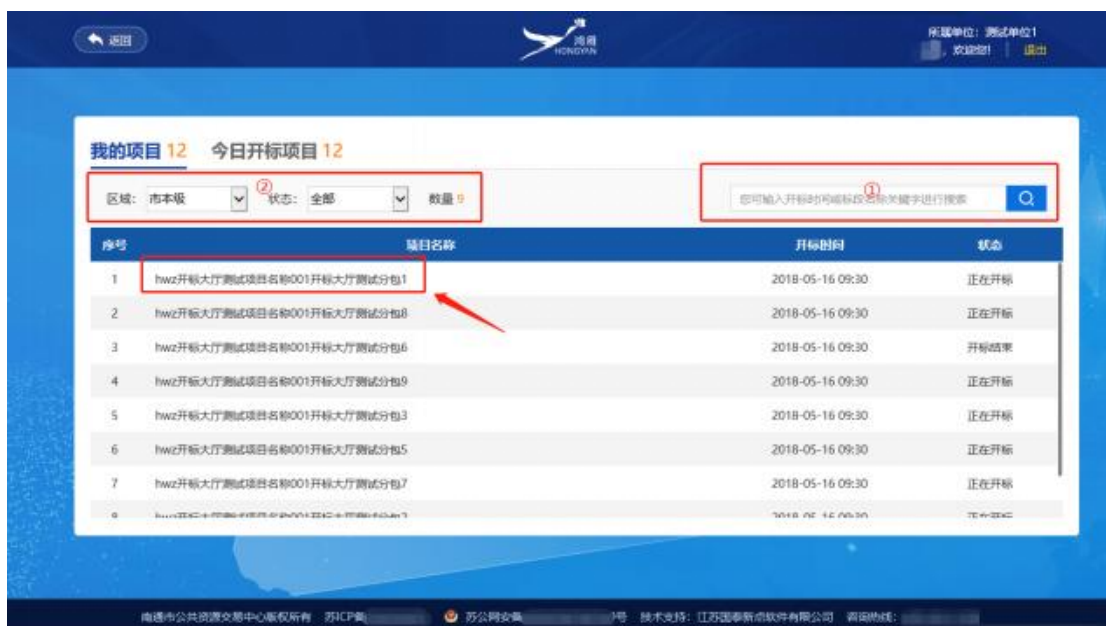 返回
鸿雁
HONGYAN
所属单位：测试单位1
，欢迎您！ 退出
我的项目 12 今日开标项目 12
区域： 市本级 ② 状态： 全部 数量 9
您可输入开标时间或标段名称关键字进行搜索 ①
序号 项目名称 开标时间 状态
1 hwz开标大厅测试项目名称001开标大厅测试分包1 2018-05-16 09:30 正在开标
2 hwz开标大厅测试项目名称001开标大厅测试分包8 2018-05-16 09:30 正在开标
3 hwz开标大厅测试项目名称001开标大厅测试分包6 2018-05-16 09:30 开标结束
4 hwz开标大厅测试项目名称001开标大厅测试分包9 2018-05-16 09:30 正在开标
5 hwz开标大厅测试项目名称001开标大厅测试分包3 2018-05-16 09:30 正在开标
6 hwz开标大厅测试项目名称001开标大厅测试分包5 2018-05-16 09:30 正在开标
7 hwz开标大厅测试项目名称001开标大厅测试分包7 2018-05-16 09:30 正在开标
南通市公共资源交易中心版权所有 苏ICP备 苏公网安备 号 技术支持：江苏国泰新点软件有限公司 咨询热线：